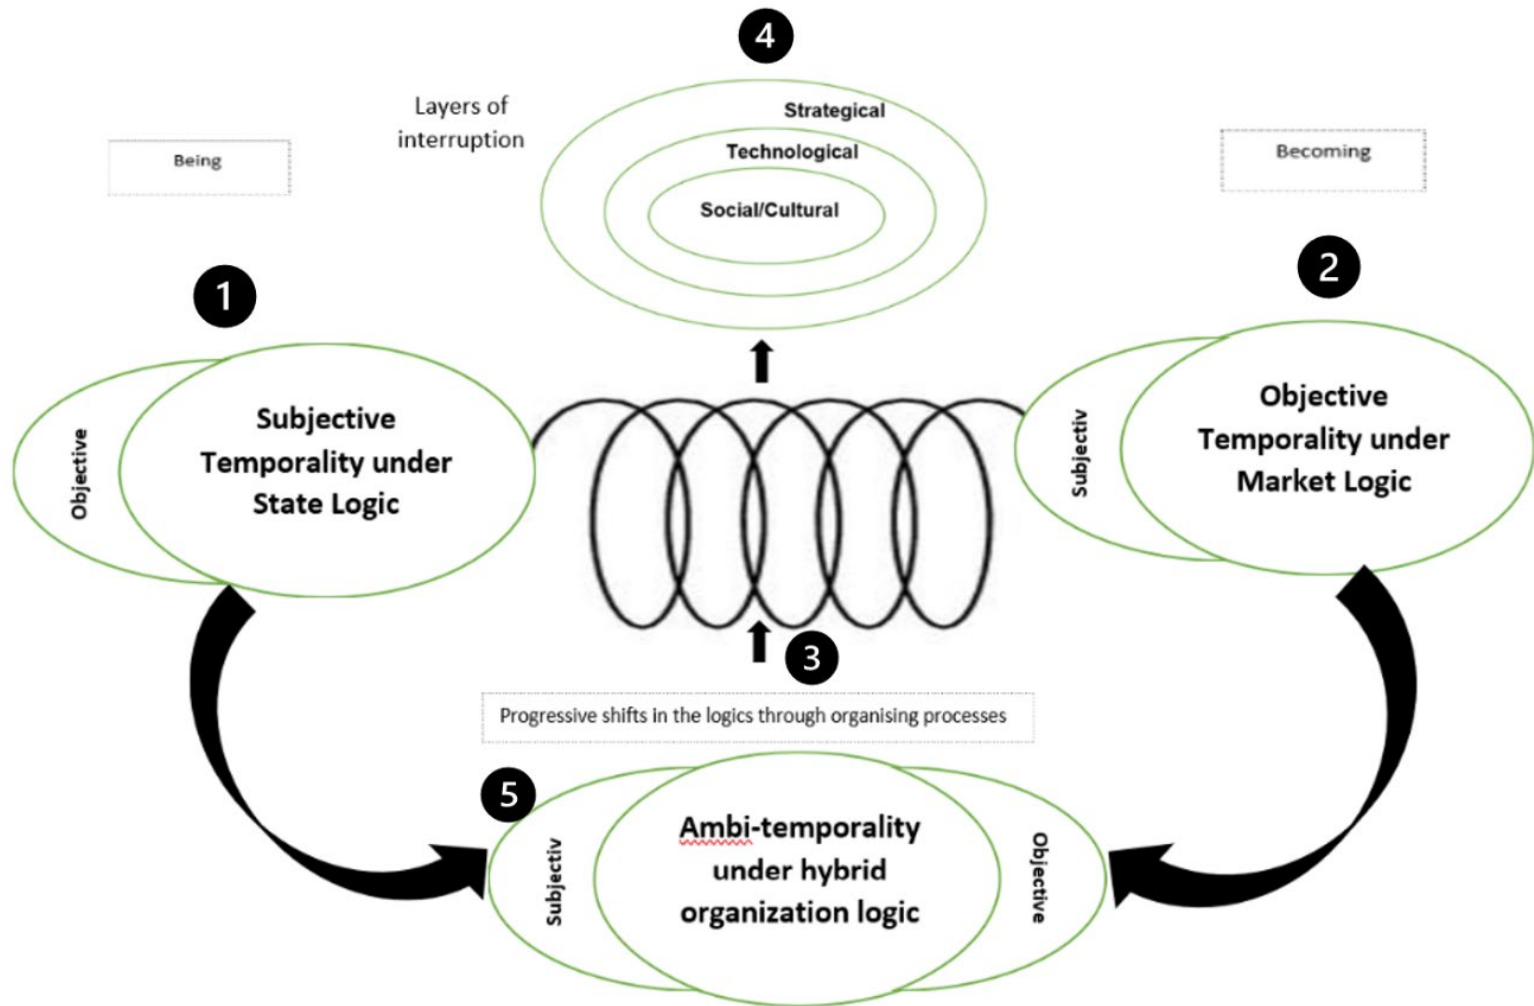 4
Layers of
interruption
Strategical
Technological
Social/Cultural
Being
Becoming
1
2
Objective
Subjective
Temporality under
State Logic
Subjectiv
Objective
Temporality under
Market Logic
3
Progressive shifts in the logics through organising processes
5
Subjectiv
Ambi-temporality
under hybrid
organization logic
Objective